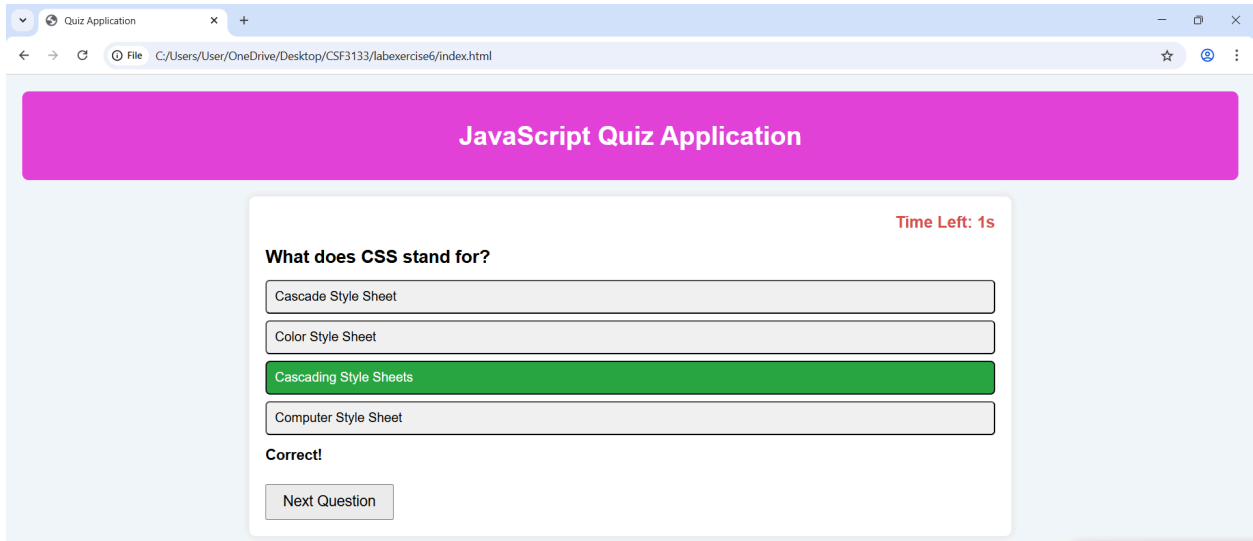 Quiz Application
File C:/Users/User/OneDrive/Desktop/CSF3133/labexercise6/index.html
JavaScript Quiz Application
Time Left: 1s
What does CSS stand for?
Cascade Style Sheet
Color Style Sheet
Cascading Style Sheets
Computer Style Sheet
Correct!
Next Question